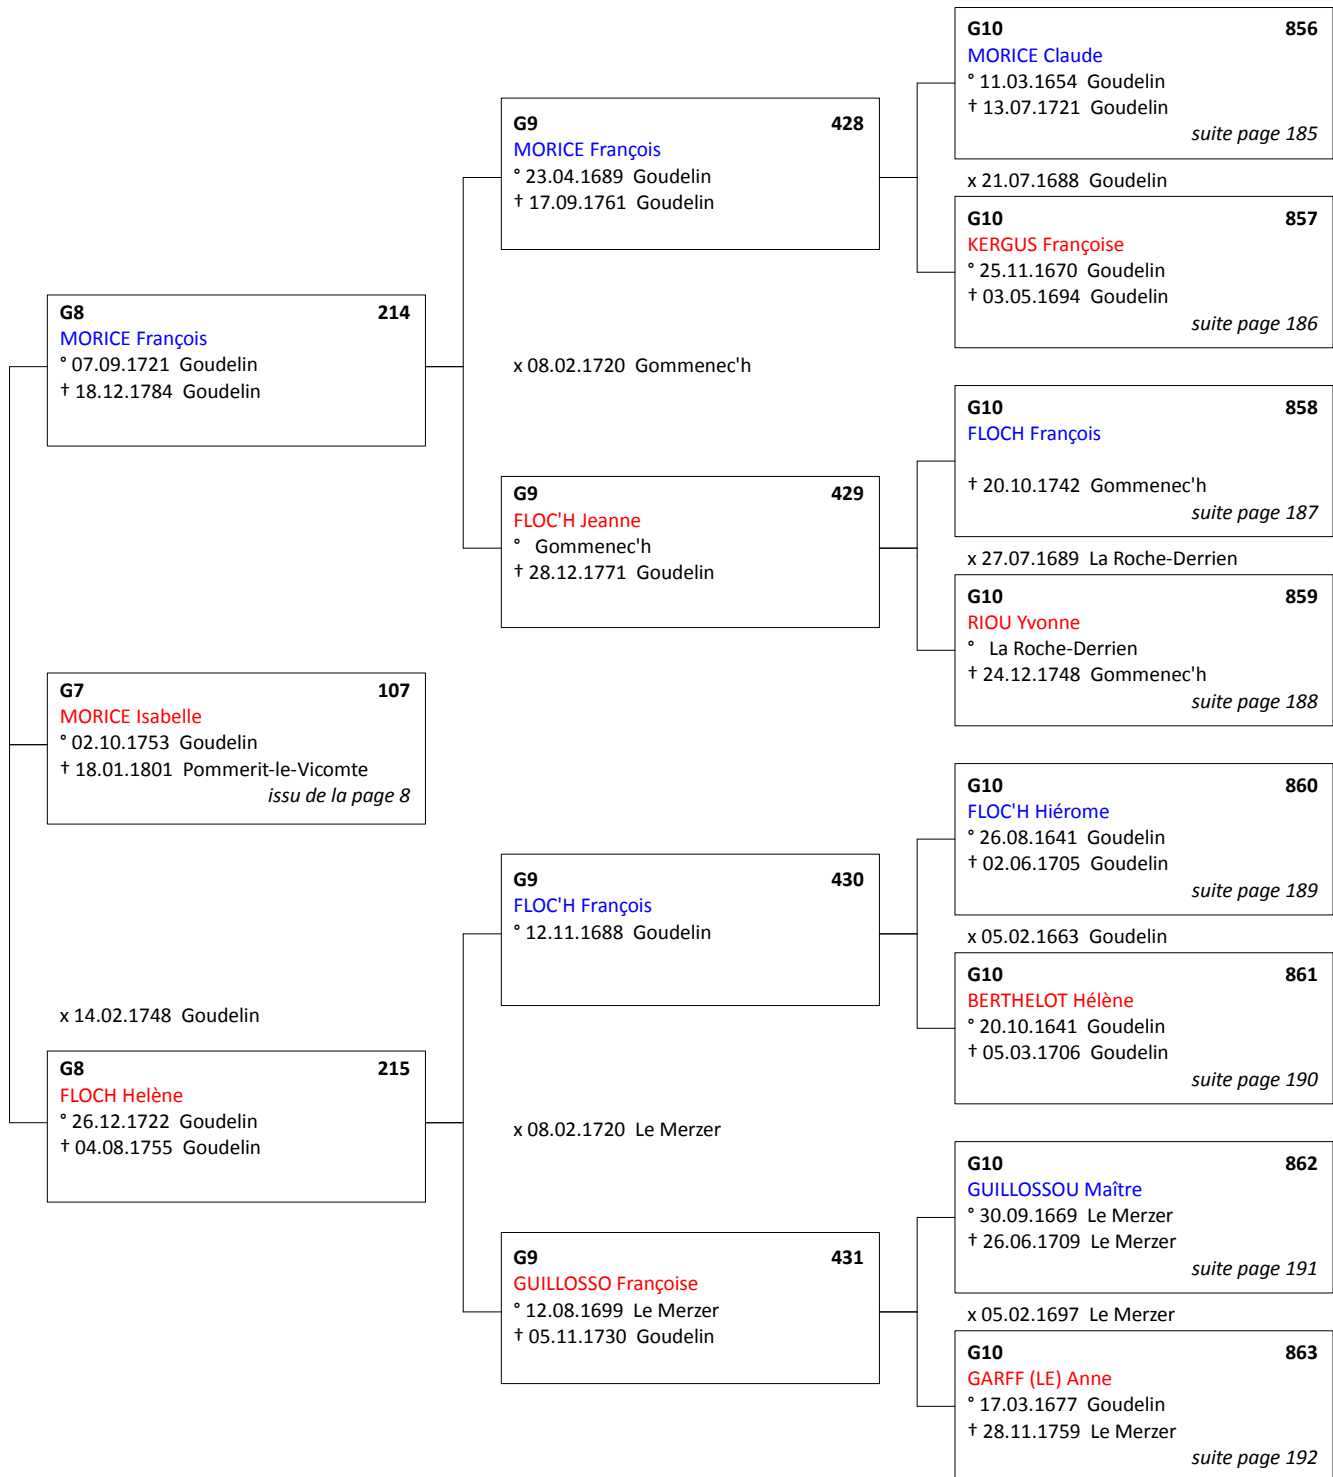 G10 856
MORICE Claude
° 11.03.1654 Goudelin
† 13.07.1721 Goudelin
suite page 185
G9 428
MORICE François
° 23.04.1689 Goudelin
† 17.09.1761 Goudelin
x 21.07.1688 Goudelin
G10 857
KERGUS Françoise
° 25.11.1670 Goudelin
† 03.05.1694 Goudelin
suite page 186
G8 214
MORICE François
° 07.09.1721 Goudelin
† 18.12.1784 Goudelin
x 08.02.1720 Gommenec'h
G10 858
FLOCH François
† 20.10.1742 Gommenec'h
suite page 187
G9 429
FLOC'H Jeanne
° Gommenec'h
† 28.12.1771 Goudelin
x 27.07.1689 La Roche-Derrien
G10 859
RIOU Yvonne
° La Roche-Derrien
† 24.12.1748 Gommenec'h
suite page 188
G7 107
MORICE Isabelle
° 02.10.1753 Goudelin
† 18.01.1801 Pommerit-le-Vicomte
issu de la page 8
G10 860
FLOC'H Hiérome
° 26.08.1641 Goudelin
† 02.06.1705 Goudelin
suite page 189
G9 430
FLOC'H François
° 12.11.1688 Goudelin
x 05.02.1663 Goudelin
G10 861
BERTHELOT Hélène
° 20.10.1641 Goudelin
† 05.03.1706 Goudelin
suite page 190
x 14.02.1748 Goudelin
G8 215
FLOCH Helène
° 26.12.1722 Goudelin
† 04.08.1755 Goudelin
x 08.02.1720 Le Merzer
G10 862
GUILLOSSOU Maître
° 30.09.1669 Le Merzer
† 26.06.1709 Le Merzer
suite page 191
G9 431
GUILLOSSO Françoise
° 12.08.1699 Le Merzer
† 05.11.1730 Goudelin
x 05.02.1697 Le Merzer
G10 863
GARFF (LE) Anne
° 17.03.1677 Goudelin
† 28.11.1759 Le Merzer
suite page 192